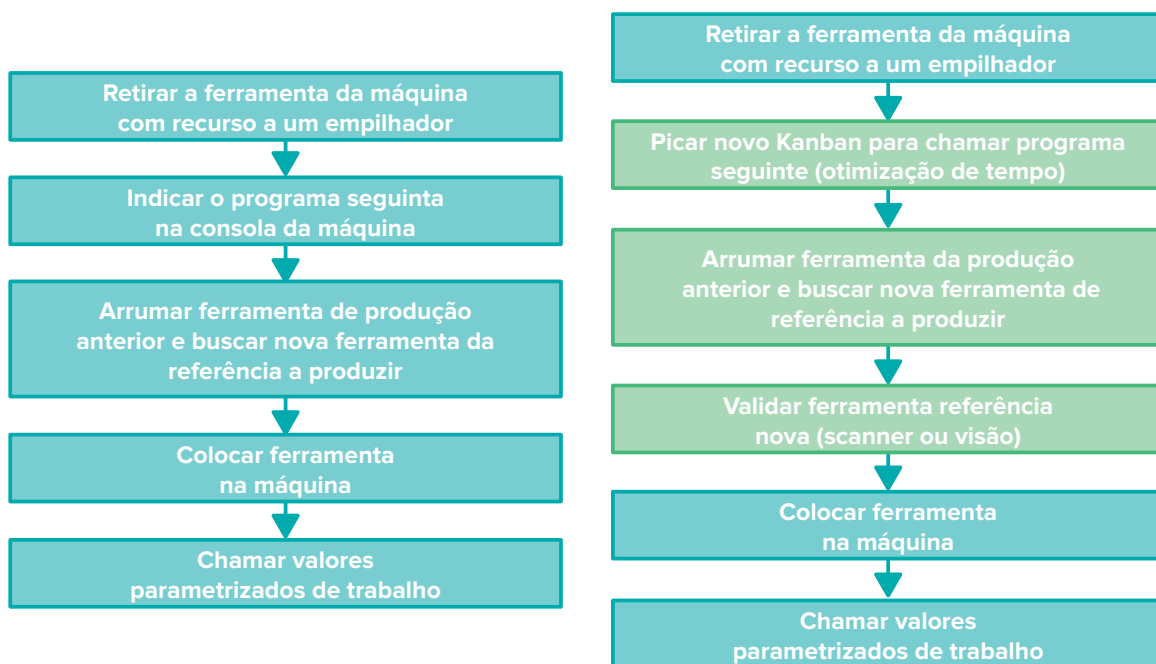 Retirar a ferramenta da máquina
com recurso a um empilhador
Indicar o programa seguinta
na consola da máquina
Arrumar ferramenta de produção
anterior e buscar nova ferramenta da
referência a produzir
Colocar ferramenta
na máquina
Chamar valores
parametrizados de trabalho
Retirar a ferramenta da máquina
com recurso a um empilhador
Picar novo Kanban para chamar programa
seguinte (otimização de tempo)
Arrumar ferramenta da produção
anterior e buscar nova ferramenta de
referência a produzir
Validar ferramenta referência
nova (scanner ou visão)
Colocar ferramenta
na máquina
Chamar valores
parametrizados de trabalho